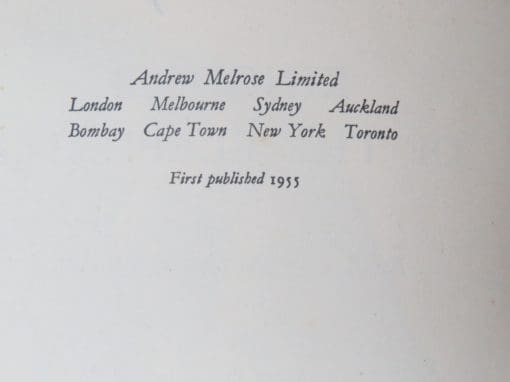 Andrew Melrose Limited
London Melbourne Sydney Auckland
Bombay Cape Town New York Toronto
First published 1955